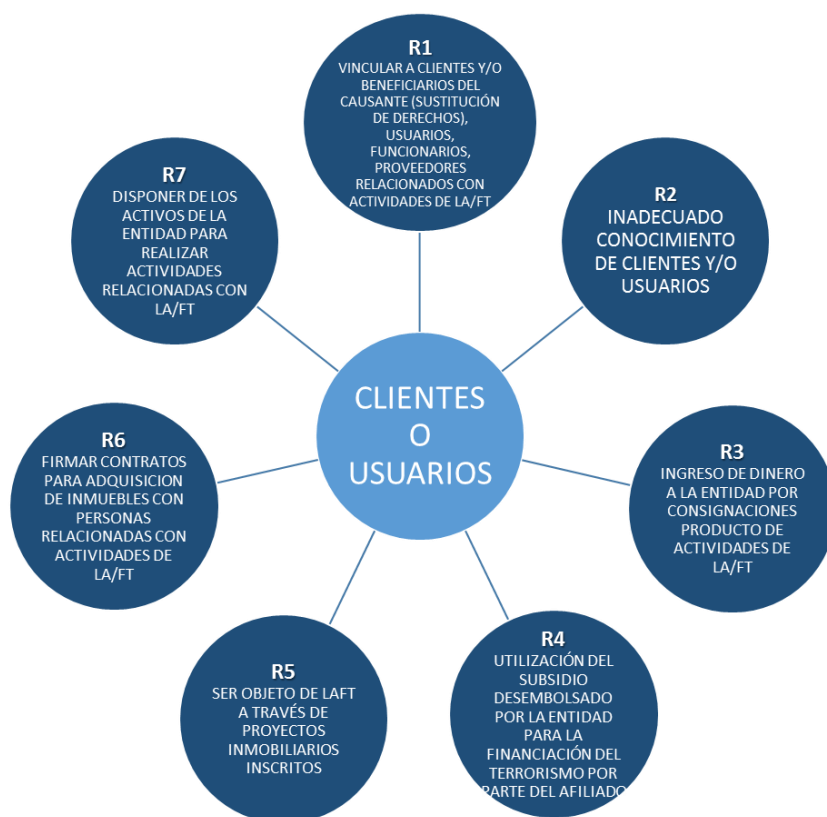 R1
VINCULAR A CLIENTES Y/O
BENEFICIARIOS DEL
CAUSANTE (SUSTITUCIÓN
DE DERECHOS),
USUARIOS,
FUNCIONARIOS,
PROVEEDORES
RELACIONADOS CON
ACTIVIDADES DE LA/FT
R2
INADECUADO
CONOCIMIENTO
DE CLIENTES Y/O
USUARIOS
R3
INGRESO DE DINERO
A LA ENTIDAD POR
CONSIGNACIONES
PRODUCTO DE
ACTIVIDADES DE
LA/FT
R4
UTILIZACIÓN DEL
SUBSIDIO
DESEMBOLSADO
POR LA ENTIDAD
PARA LA
FINANCIACIÓN DEL
TERRORISMO POR
PARTE DEL AFILIADO
R5
SER OBJETO DE LAFT
A TRAVÉS DE
PROYECTOS
INMOBILIARIOS
INSCRITOS
R6
FIRMAR CONTRATOS
PARA ADQUISICION
DE INMUEBLES CON
PERSONAS
RELACIONADAS CON
ACTIVIDADES DE
LA/FT
R7
DISPONER DE LOS
ACTIVOS DE LA
ENTIDAD PARA
REALIZAR
ACTIVIDADES
RELACIONADAS CON
LA/FT
CLIENTES
O
USUARIOS